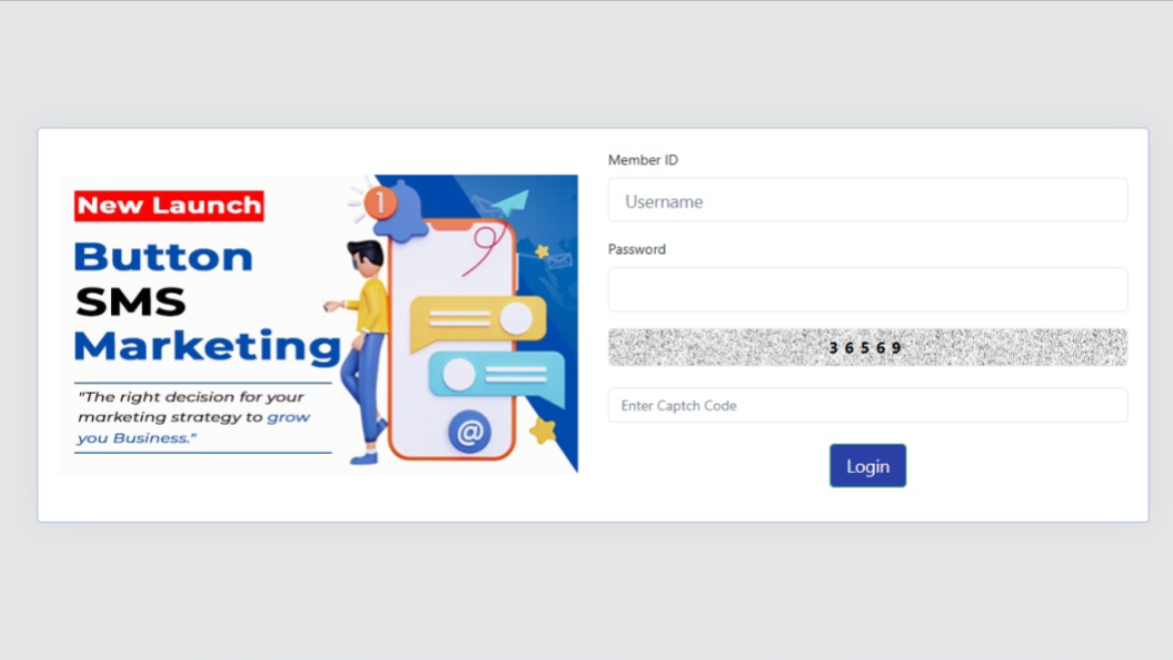 New Launch
Button
SMS
Marketing
"The right decision for your
marketing strategy to grow
you Business."
1
@
Member ID
Username
Password
3 6 5 6 9
Enter Captch Code
Login